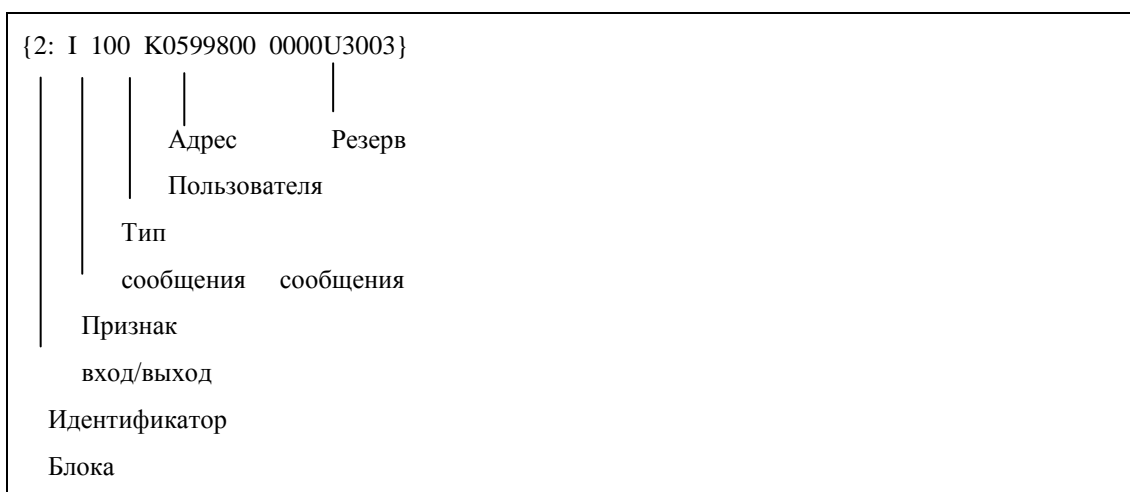 {2: I 100 K0599800 0000U3003}
Адрес Резерв
Пользователя
Тип
сообщения сообщения
Признак
вход/выход
Идентификатор
Блока